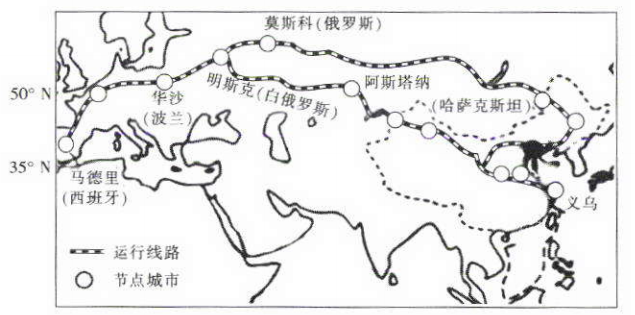 莫斯科(俄罗斯)
50° N
华沙
(波兰)
明斯克(白俄罗斯)
阿斯塔纳
(哈萨克斯坦)
35° N
马德里
(西班牙)
义乌
运行线路
节点城市